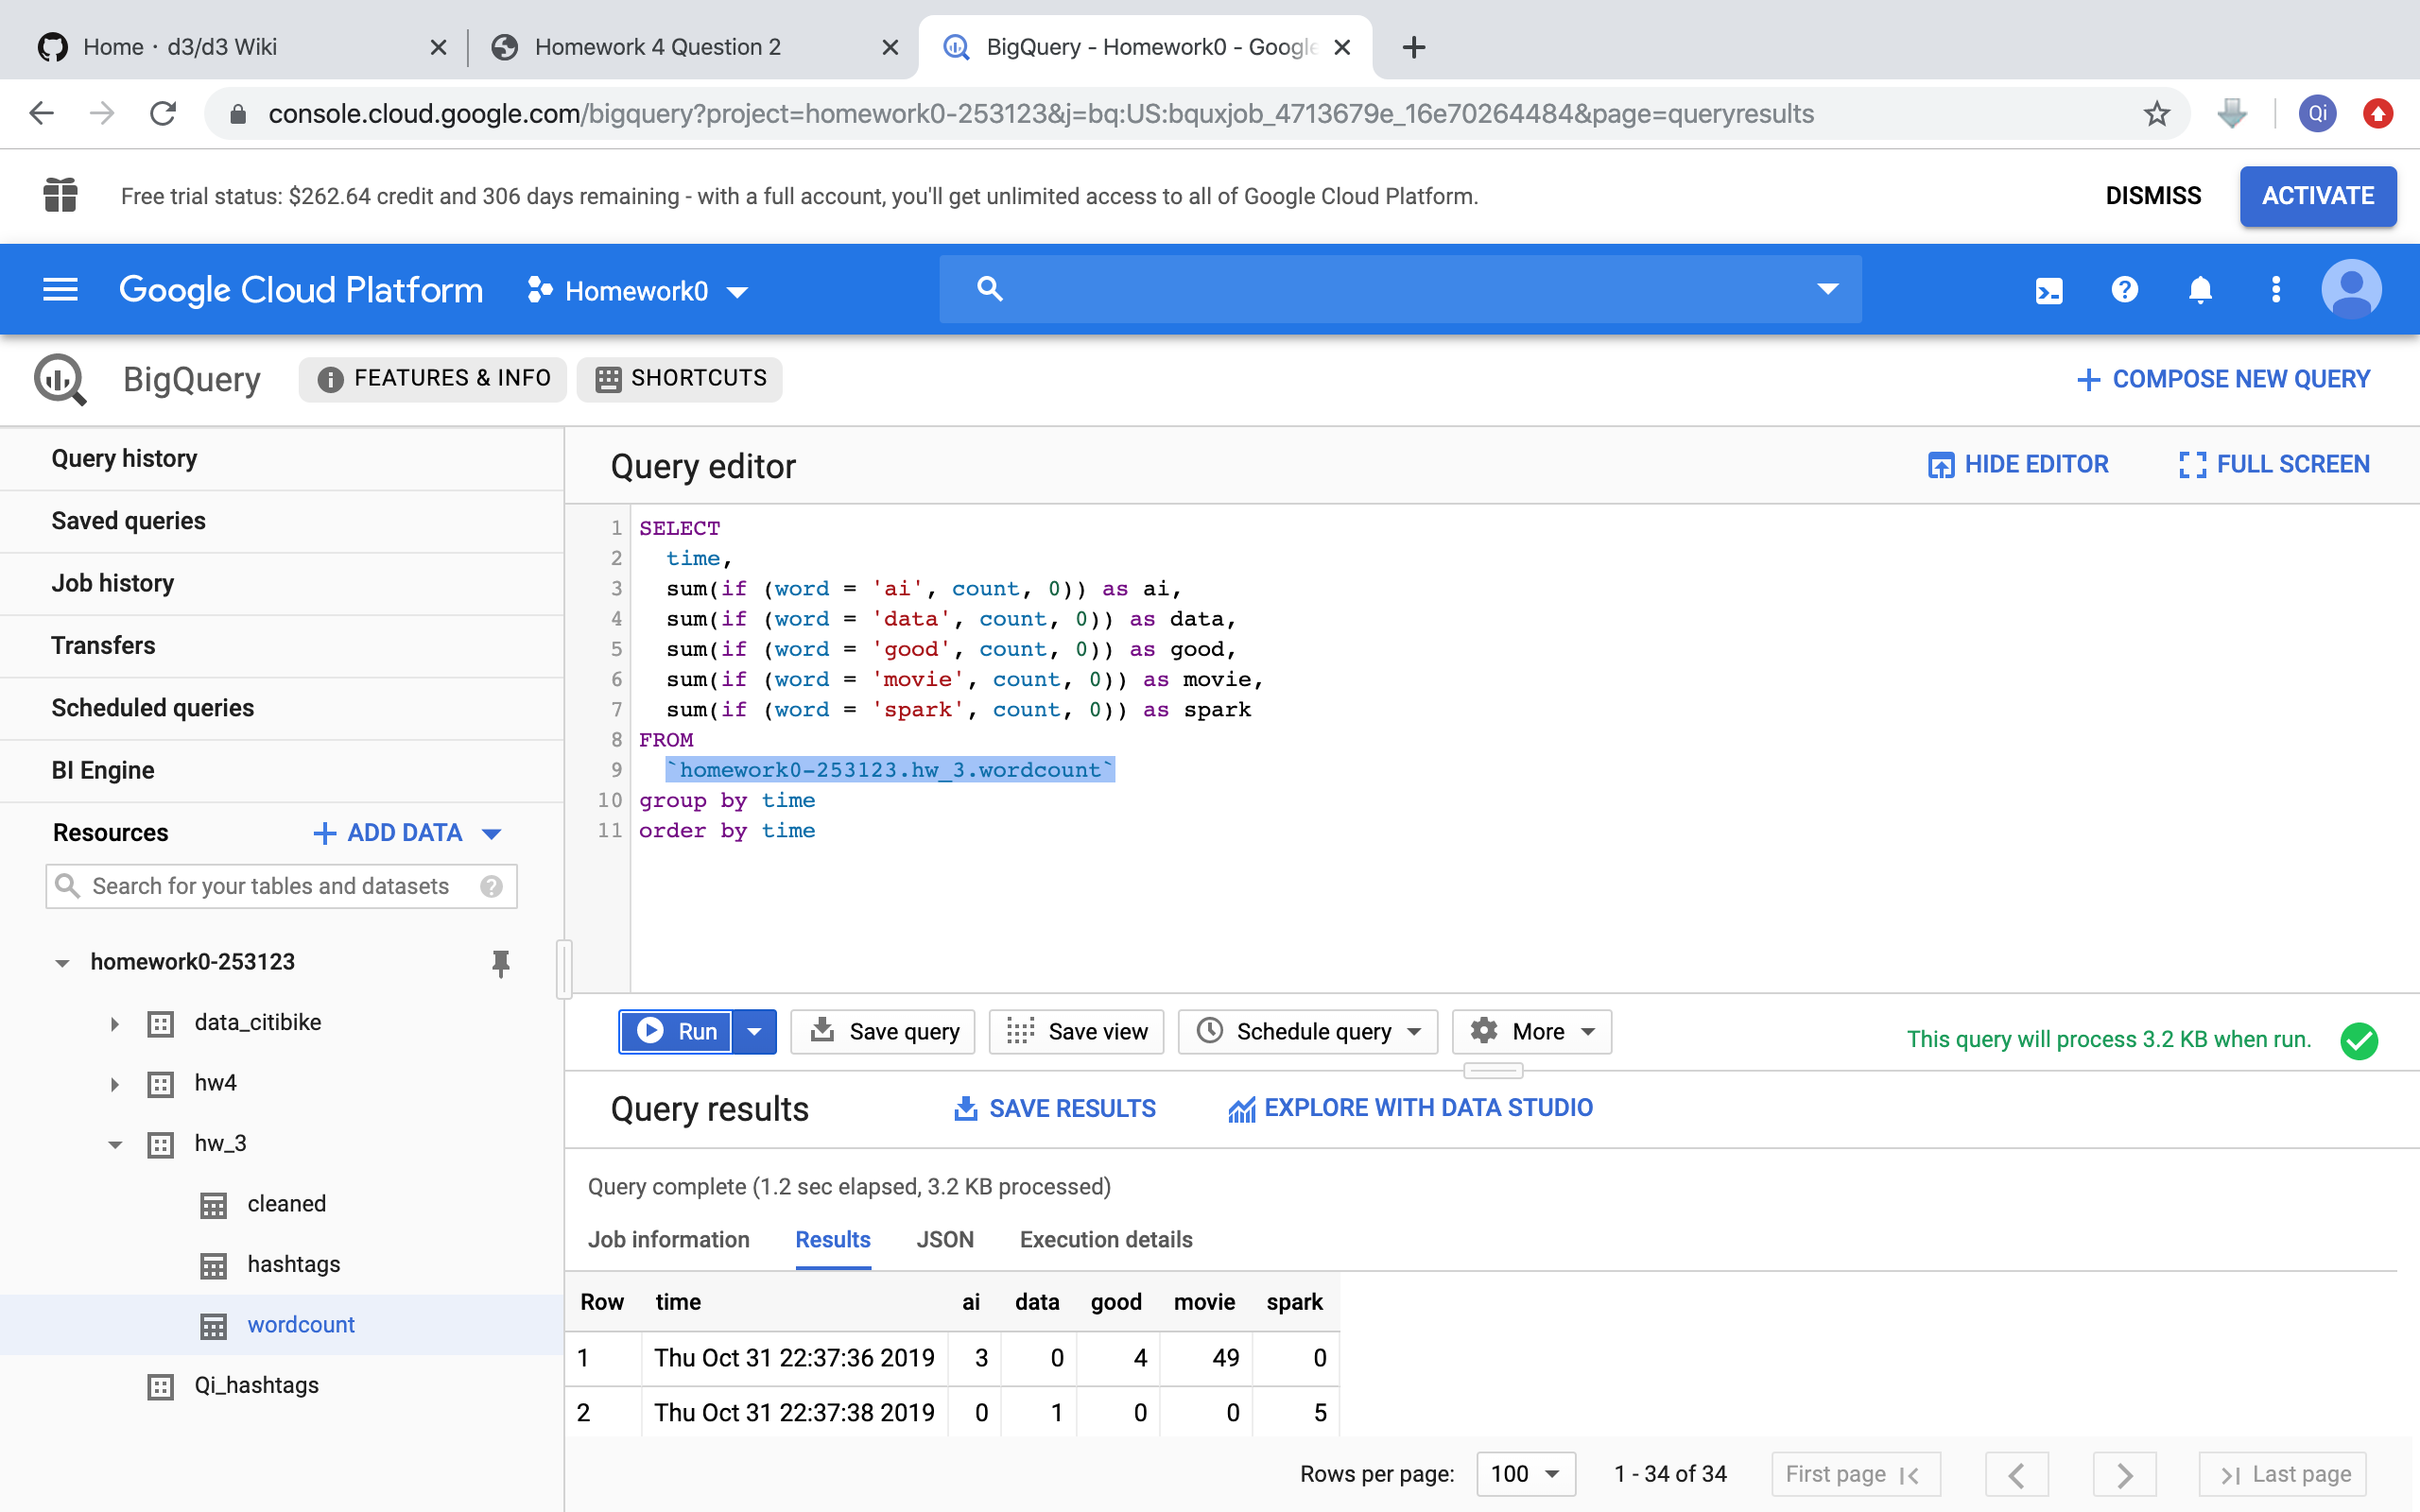 Home · d3/d3 Wiki
Homework 4 Question 2
BigQuery - Homework0 - Google
console.cloud.google.com/bigquery?project=homework0-253123&j=bq:US:bquxjob_4713679e_16e70264484&page=queryresults
Qi
Free trial status: $262.64 credit and 306 days remaining - with a full account, you'll get unlimited access to all of Google Cloud Platform.
DISMISS
ACTIVATE
Google Cloud Platform
Homework0
BigQuery
FEATURES & INFO
SHORTCUTS
COMPOSE NEW QUERY
Query history
Saved queries
Job history
Transfers
Scheduled queries
BI Engine
Resources
ADD DATA
Search for your tables and datasets
homework0-253123
data_citibike
hw4
hw_3
cleaned
hashtags
wordcount
Qi_hashtags
Query editor
HIDE EDITOR
FULL SCREEN
1 SELECT
2 time,
3 sum(if (word = 'ai', count, 0)) as ai,
4 sum(if (word = 'data', count, 0)) as data,
5 sum(if (word = 'good', count, 0)) as good,
6 sum(if (word = 'movie', count, 0)) as movie,
7 sum(if (word = 'spark', count, 0)) as spark
8 FROM
9 `homework0-253123.hw_3.wordcount`
10 group by time
11 order by time
Run
Save query
Save view
Schedule query
More
This query will process 3.2 KB when run.
Query results
SAVE RESULTS
EXPLORE WITH DATA STUDIO
Query complete (1.2 sec elapsed, 3.2 KB processed)
Job information
Results
JSON
Execution details
Row time ai data good movie spark
1 Thu Oct 31 22:37:36 2019 3 0 4 49 0
2 Thu Oct 31 22:37:38 2019 0 1 0 0 5
Rows per page: 100 1 - 34 of 34 First page Last page